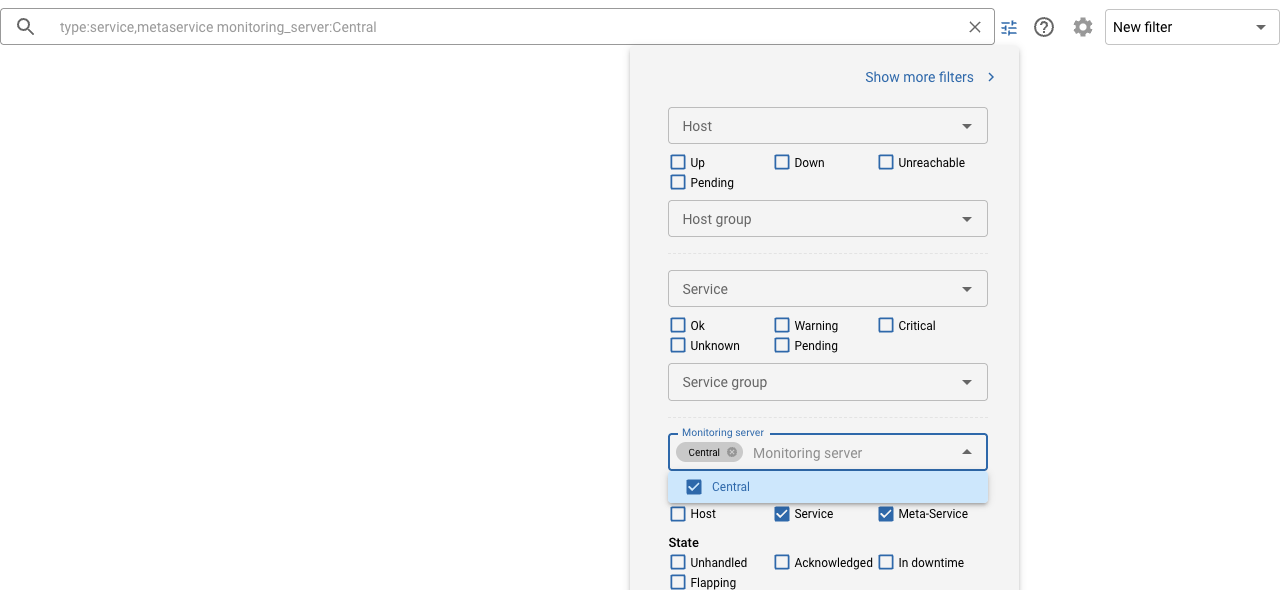 type:service,metaservice monitoring_server:Central
New filter
Show more filters
Host
Up Down Unreachable
Pending
Host group
Service
Ok Warning Critical
Unknown Pending
Service group
Monitoring server
Central Monitoring server
Central
Host Service Meta-Service
State
Unhandled Acknowledged In downtime
Flapping